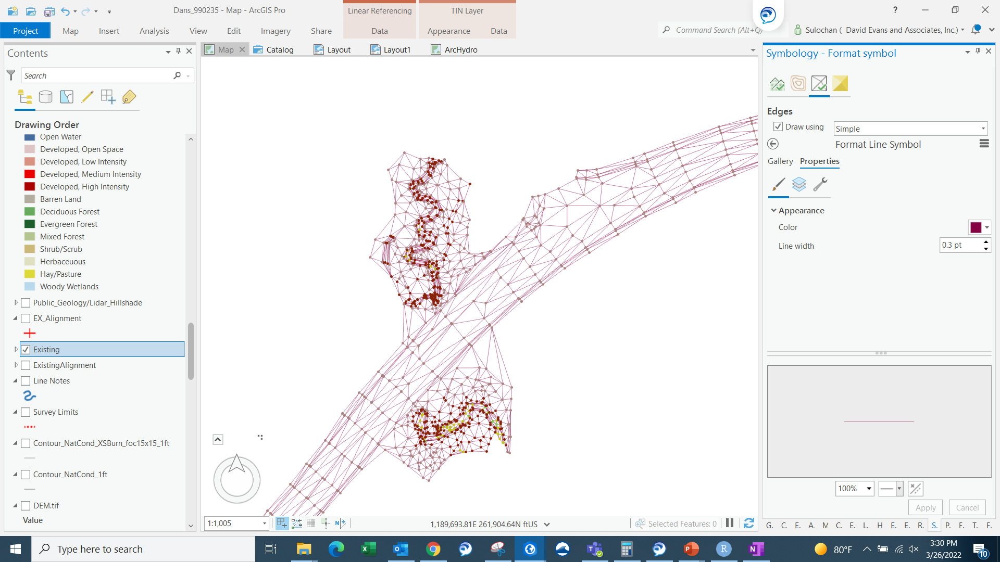 Dans_990235 - Map - ArcGIS Pro
Linear Referencing
TIN Layer
?
Project
Map
Insert
Analysis
View
Edit
Imagery
Share
Data
Appearance
Data
Command Search (Alt+Q)
Sulochan ( David Evans and Associates, Inc.)
Contents
Map
Catalog
Layout
Layout1
ArcHydro
Symbology - Format symbol
Search
Drawing Order
Open Water
Developed, Open Space
Developed, Low Intensity
Developed, Medium Intensity
Developed, High Intensity
Barren Land
Deciduous Forest
Evergreen Forest
Mixed Forest
Shrub/Scrub
Herbaceuous
Hay/Pasture
Woody Wetlands
Public_Geology/Lidar_Hillshade
EX_Alignment
Existing
ExistingAlignment
Line Notes
Survey Limits
Contour_NatCond_XSBurn_foc15x15_1ft
Contour_NatCond_1ft
DEM.tif
Value
1:1,005
1,189,693.81E 261,904.64N ftUS
Selected Features: 0
Edges
Draw using
Simple
Format Line Symbol
Gallery
Properties
Appearance
Color
Line width
0.3 pt
100%
Apply
Cancel
G. C. E. A. M C. E. L. H E. E. R. S. P. F. T. F.
Type here to search
80°F
3:30 PM
3/26/2022
10